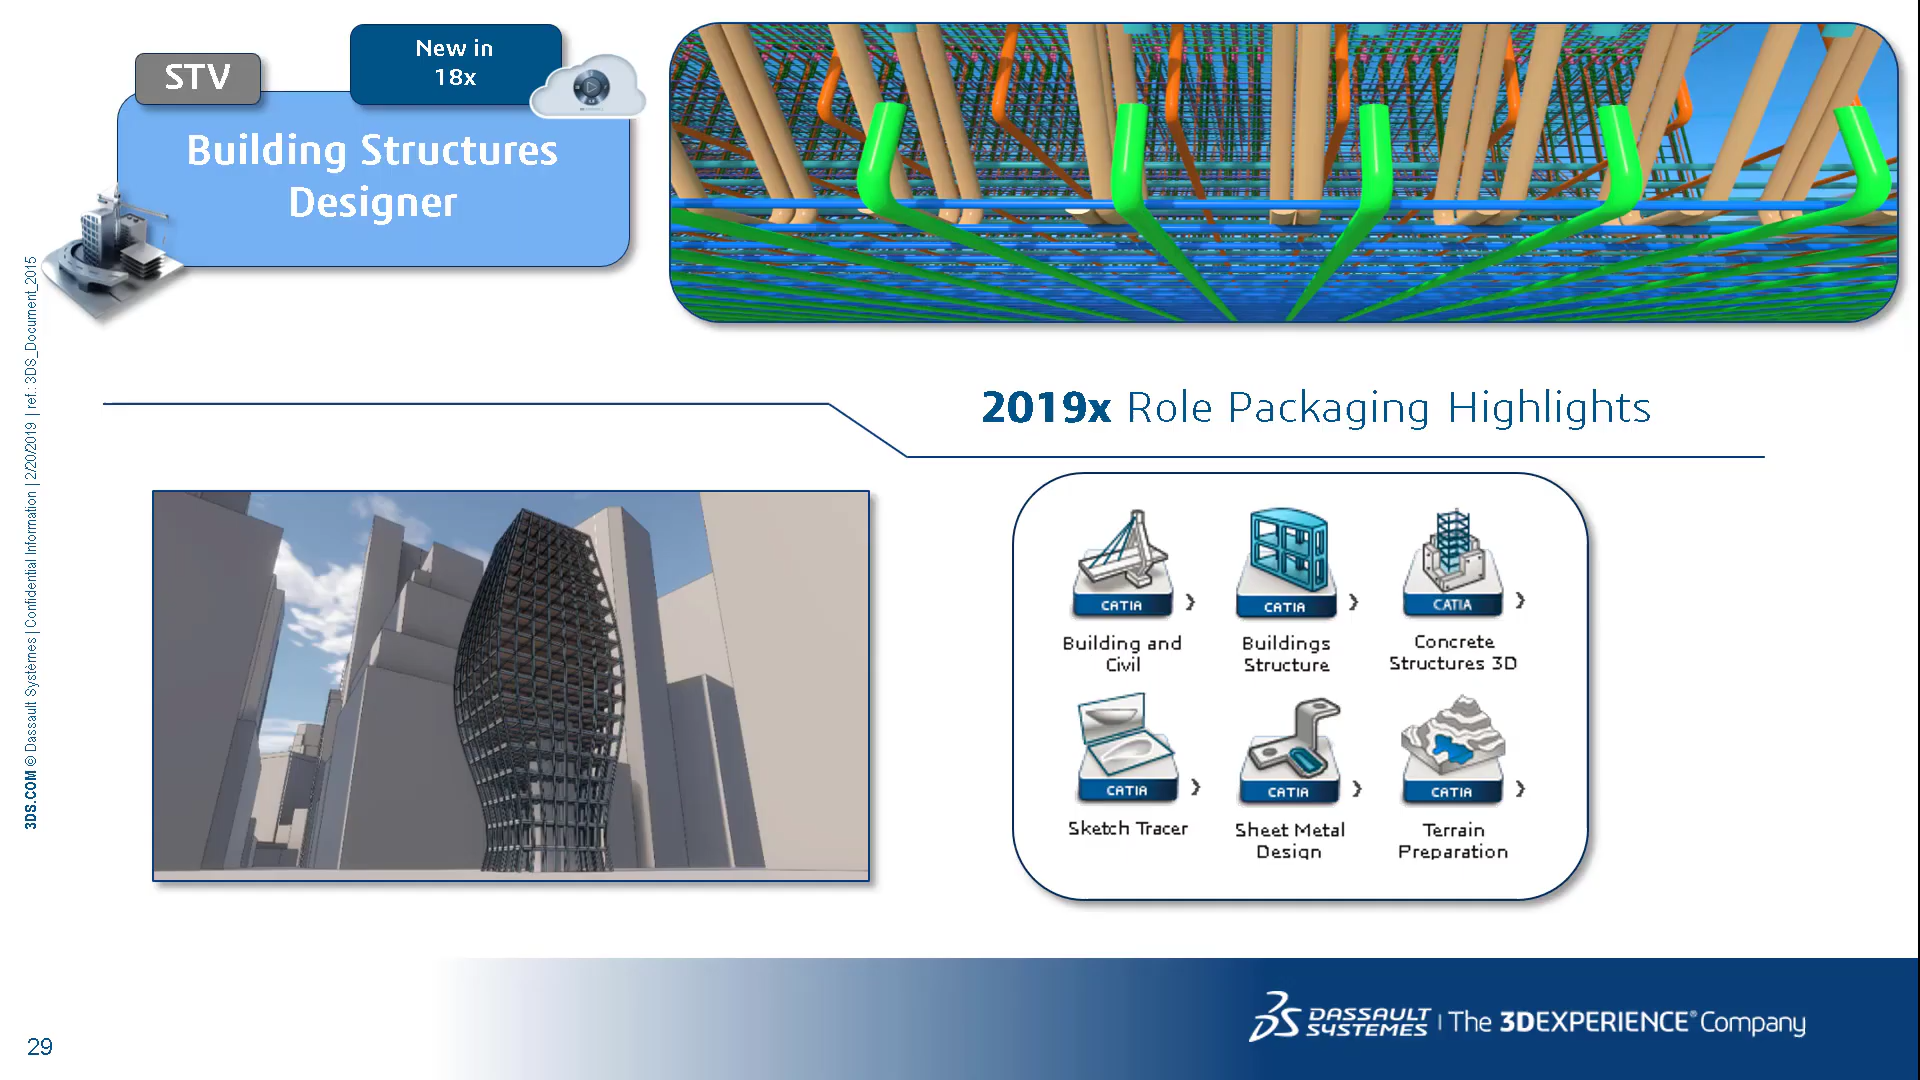 STV
New in
18x
Building Structures
Designer
3DS.COM © Dassault Systèmes | Confidential Information | 2/20/2019 | ref.: 3DS_Document_2015
2019x Role Packaging Highlights
CATIA
CATIA
CATIA
Building and
Civil
Buildings
Structure
Concrete
Structures 3D
CATIA
CATIA
CATIA
Sketch Tracer
Sheet Metal
Design
Terrain
Preparation
DASSAULT
SYSTEMES | The 3DEXPERIENCE® Company
29